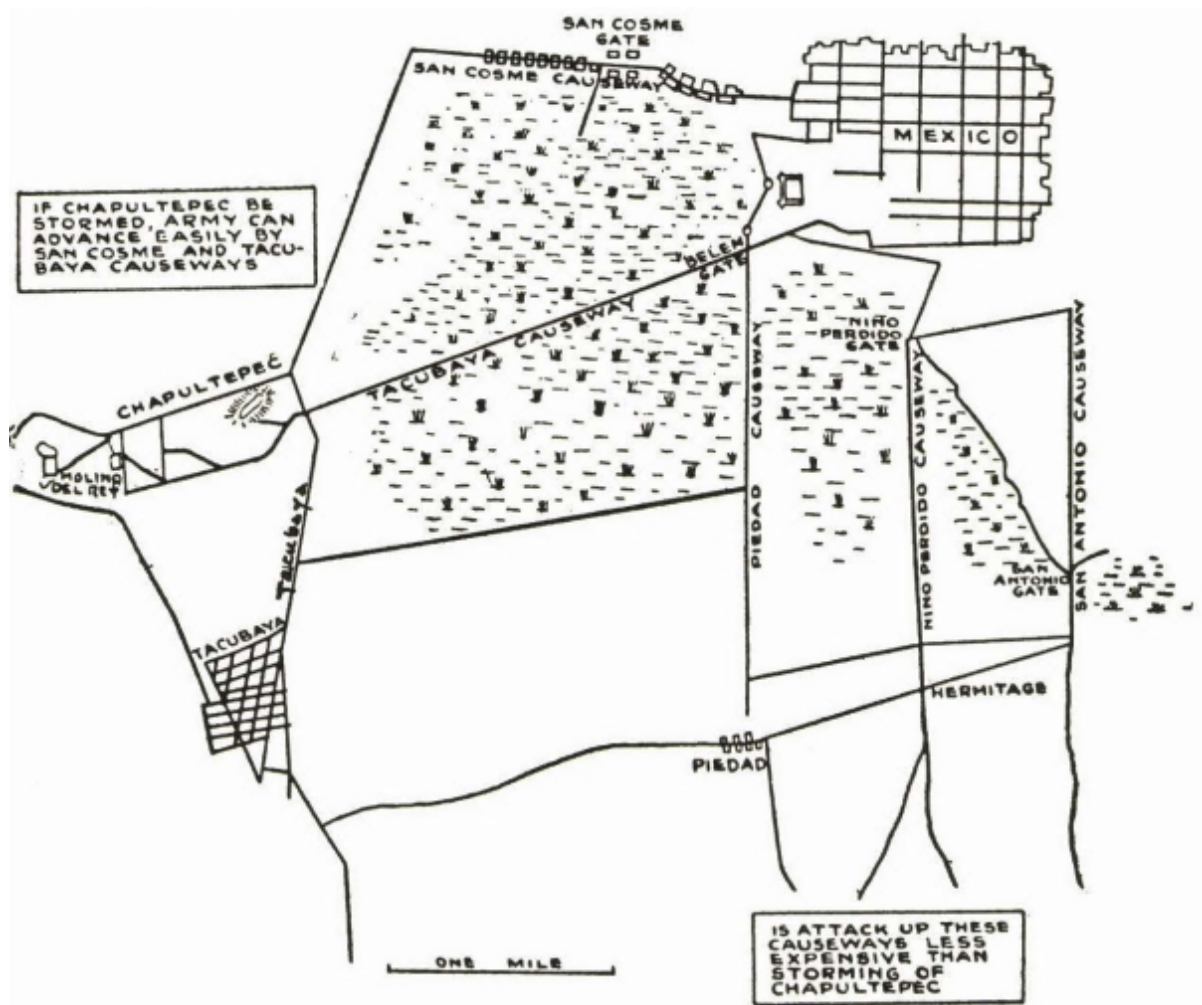 SAN COSME
GATE
SAN COSME CAUSEWAY
MEXICO
IF CHAPULTEPEC BE
STORMED, ARMY CAN
ADVANCE EASILY BY
SAN COSME AND TACU-
BAYA CAUSEWAYS
BELEN
GATE
TACUBAYA CAUSEWAY
NINO
PERDIDO
GATE
CHAPULTEPEC
MOLINO
DEL REY
Tacubaya
PIEDAD CAUSEWAY
NINO PERDIDO CAUSEWAY
SAN ANTONIO CAUSEWAY
SAN
ANTONIO
GATE
TACUBAYA
HERMITAGE
PIEDAD
IS ATTACK UP THESE
CAUSEWAYS LESS
EXPENSIVE THAN
STORMING OF
CHAPULTEPEC
ONE MILE